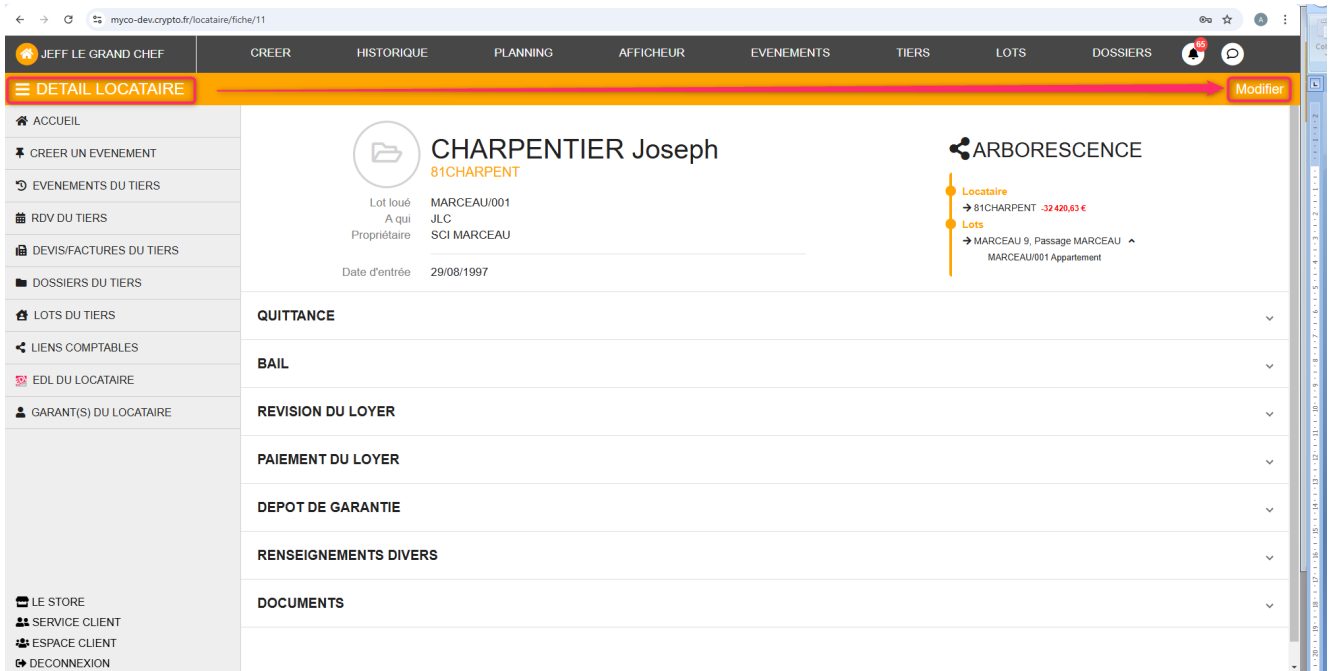 myco-dev.crypto.fr/locataire/fiche/11
A
JEFF LE GRAND CHEF
CREER
HISTORIQUE
PLANNING
AFFICHEUR
EVENEMENTS
TIERS
LOTS
DOSSIERS
65
DETAIL LOCATAIRE
Modifier
ACCUEIL
CREER UN EVENEMENT
EVENEMENTS DU TIERS
RDV DU TIERS
DEVIS/FACTURES DU TIERS
DOSSIERS DU TIERS
LOTS DU TIERS
LIENS COMPTABLES
EDL DU LOCATAIRE
GARANT(S) DU LOCATAIRE
LE STORE
SERVICE CLIENT
ESPACE CLIENT
DECONNEXION
CHARPENTIER Joseph
81CHARPENT
Lot loué MARCEAU/001
A qui JLC
Propriétaire SCI MARCEAU
Date d'entrée 29/08/1997
ARBORESCENCE
Locataire
81CHARPENT -32 420,63 €
Lots
MARCEAU 9, Passage MARCEAU
MARCEAU/001 Appartement
QUITTANCE
BAIL
REVISION DU LOYER
PAIEMENT DU LOYER
DEPOT DE GARANTIE
RENSEIGNEMENTS DIVERS
DOCUMENTS